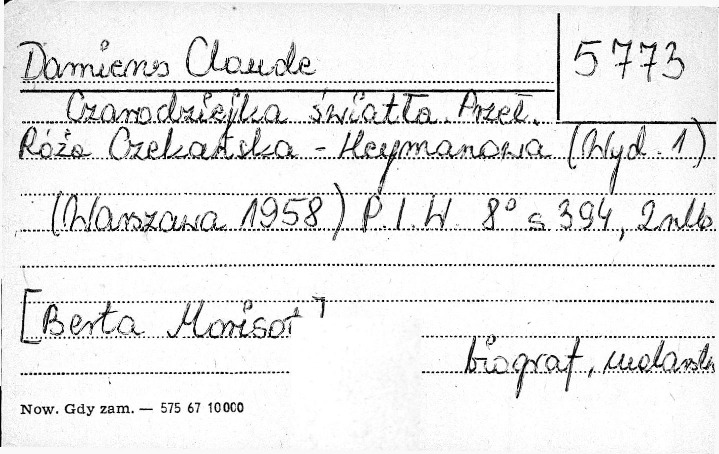 Damiens Claude
5773
Czarodziejka światła. Przeł.
Róża Czekańska - Heymanowa (Wyd. 1)
(Warszawa 1958) P.I.W. 8° s 394, 2 nlb
[Berta Morisot]
biograf,
Now. Gdy zam. — 575 67 10000